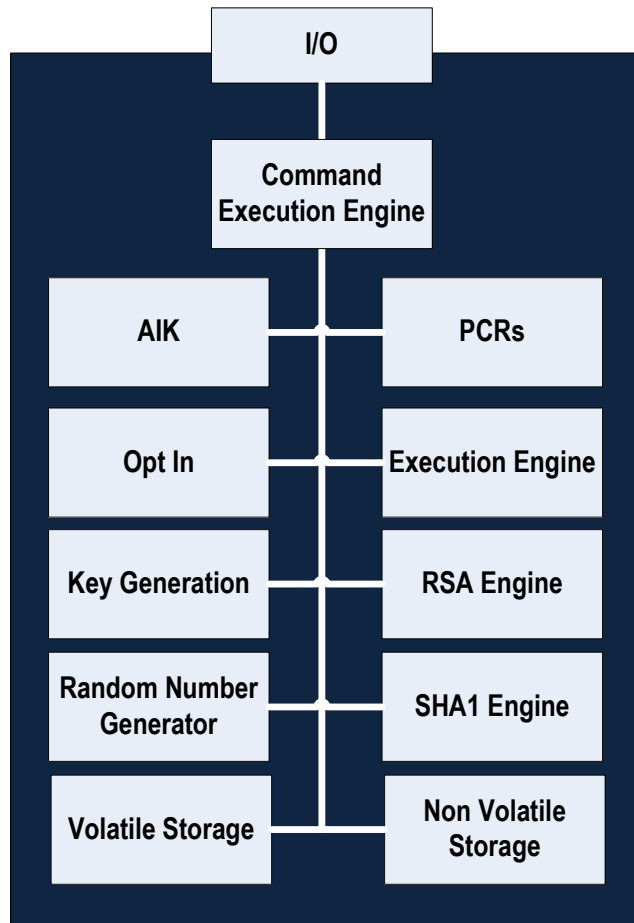 I/O
Command
Execution Engine
AIK
PCRs
Opt In
Execution Engine
Key Generation
RSA Engine
Random Number
Generator
SHA1 Engine
Volatile Storage
Non Volatile
Storage